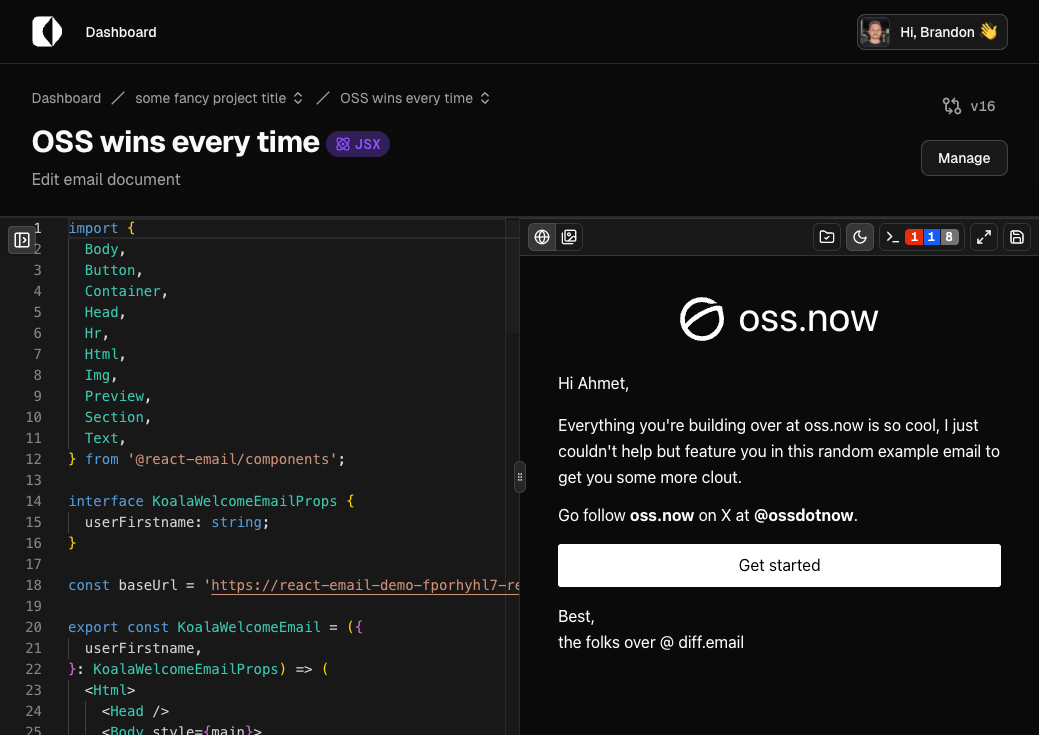 Dashboard
Hi, Brandon 👋
Dashboard / some fancy project title / OSS wins every time
v16
OSS wins every time JSX
Manage
Edit email document
1 import {
2 Body,
3 Button,
4 Container,
5 Head,
6 Hr,
7 Html,
8 Img,
9 Preview,
10 Section,
11 Text,
12 } from '@react-email/components';
13
14 interface KoalaWelcomeEmailProps {
15 userFirstname: string;
16 }
17
18 const baseUrl = 'https://react-email-demo-fporhyhl7-re
19
20 export const KoalaWelcomeEmail = ({
21 userFirstname,
22 }: KoalaWelcomeEmailProps) => (
23 <Html>
24 <Head />
25 <Body style={main}>
1 1 8
oss.now
Hi Ahmet,
Everything you're building over at oss.now is so cool, I just
couldn't help but feature you in this random example email to
get you some more clout.
Go follow oss.now on X at @ossdotnow.
Get started
Best,
the folks over @ diff.email